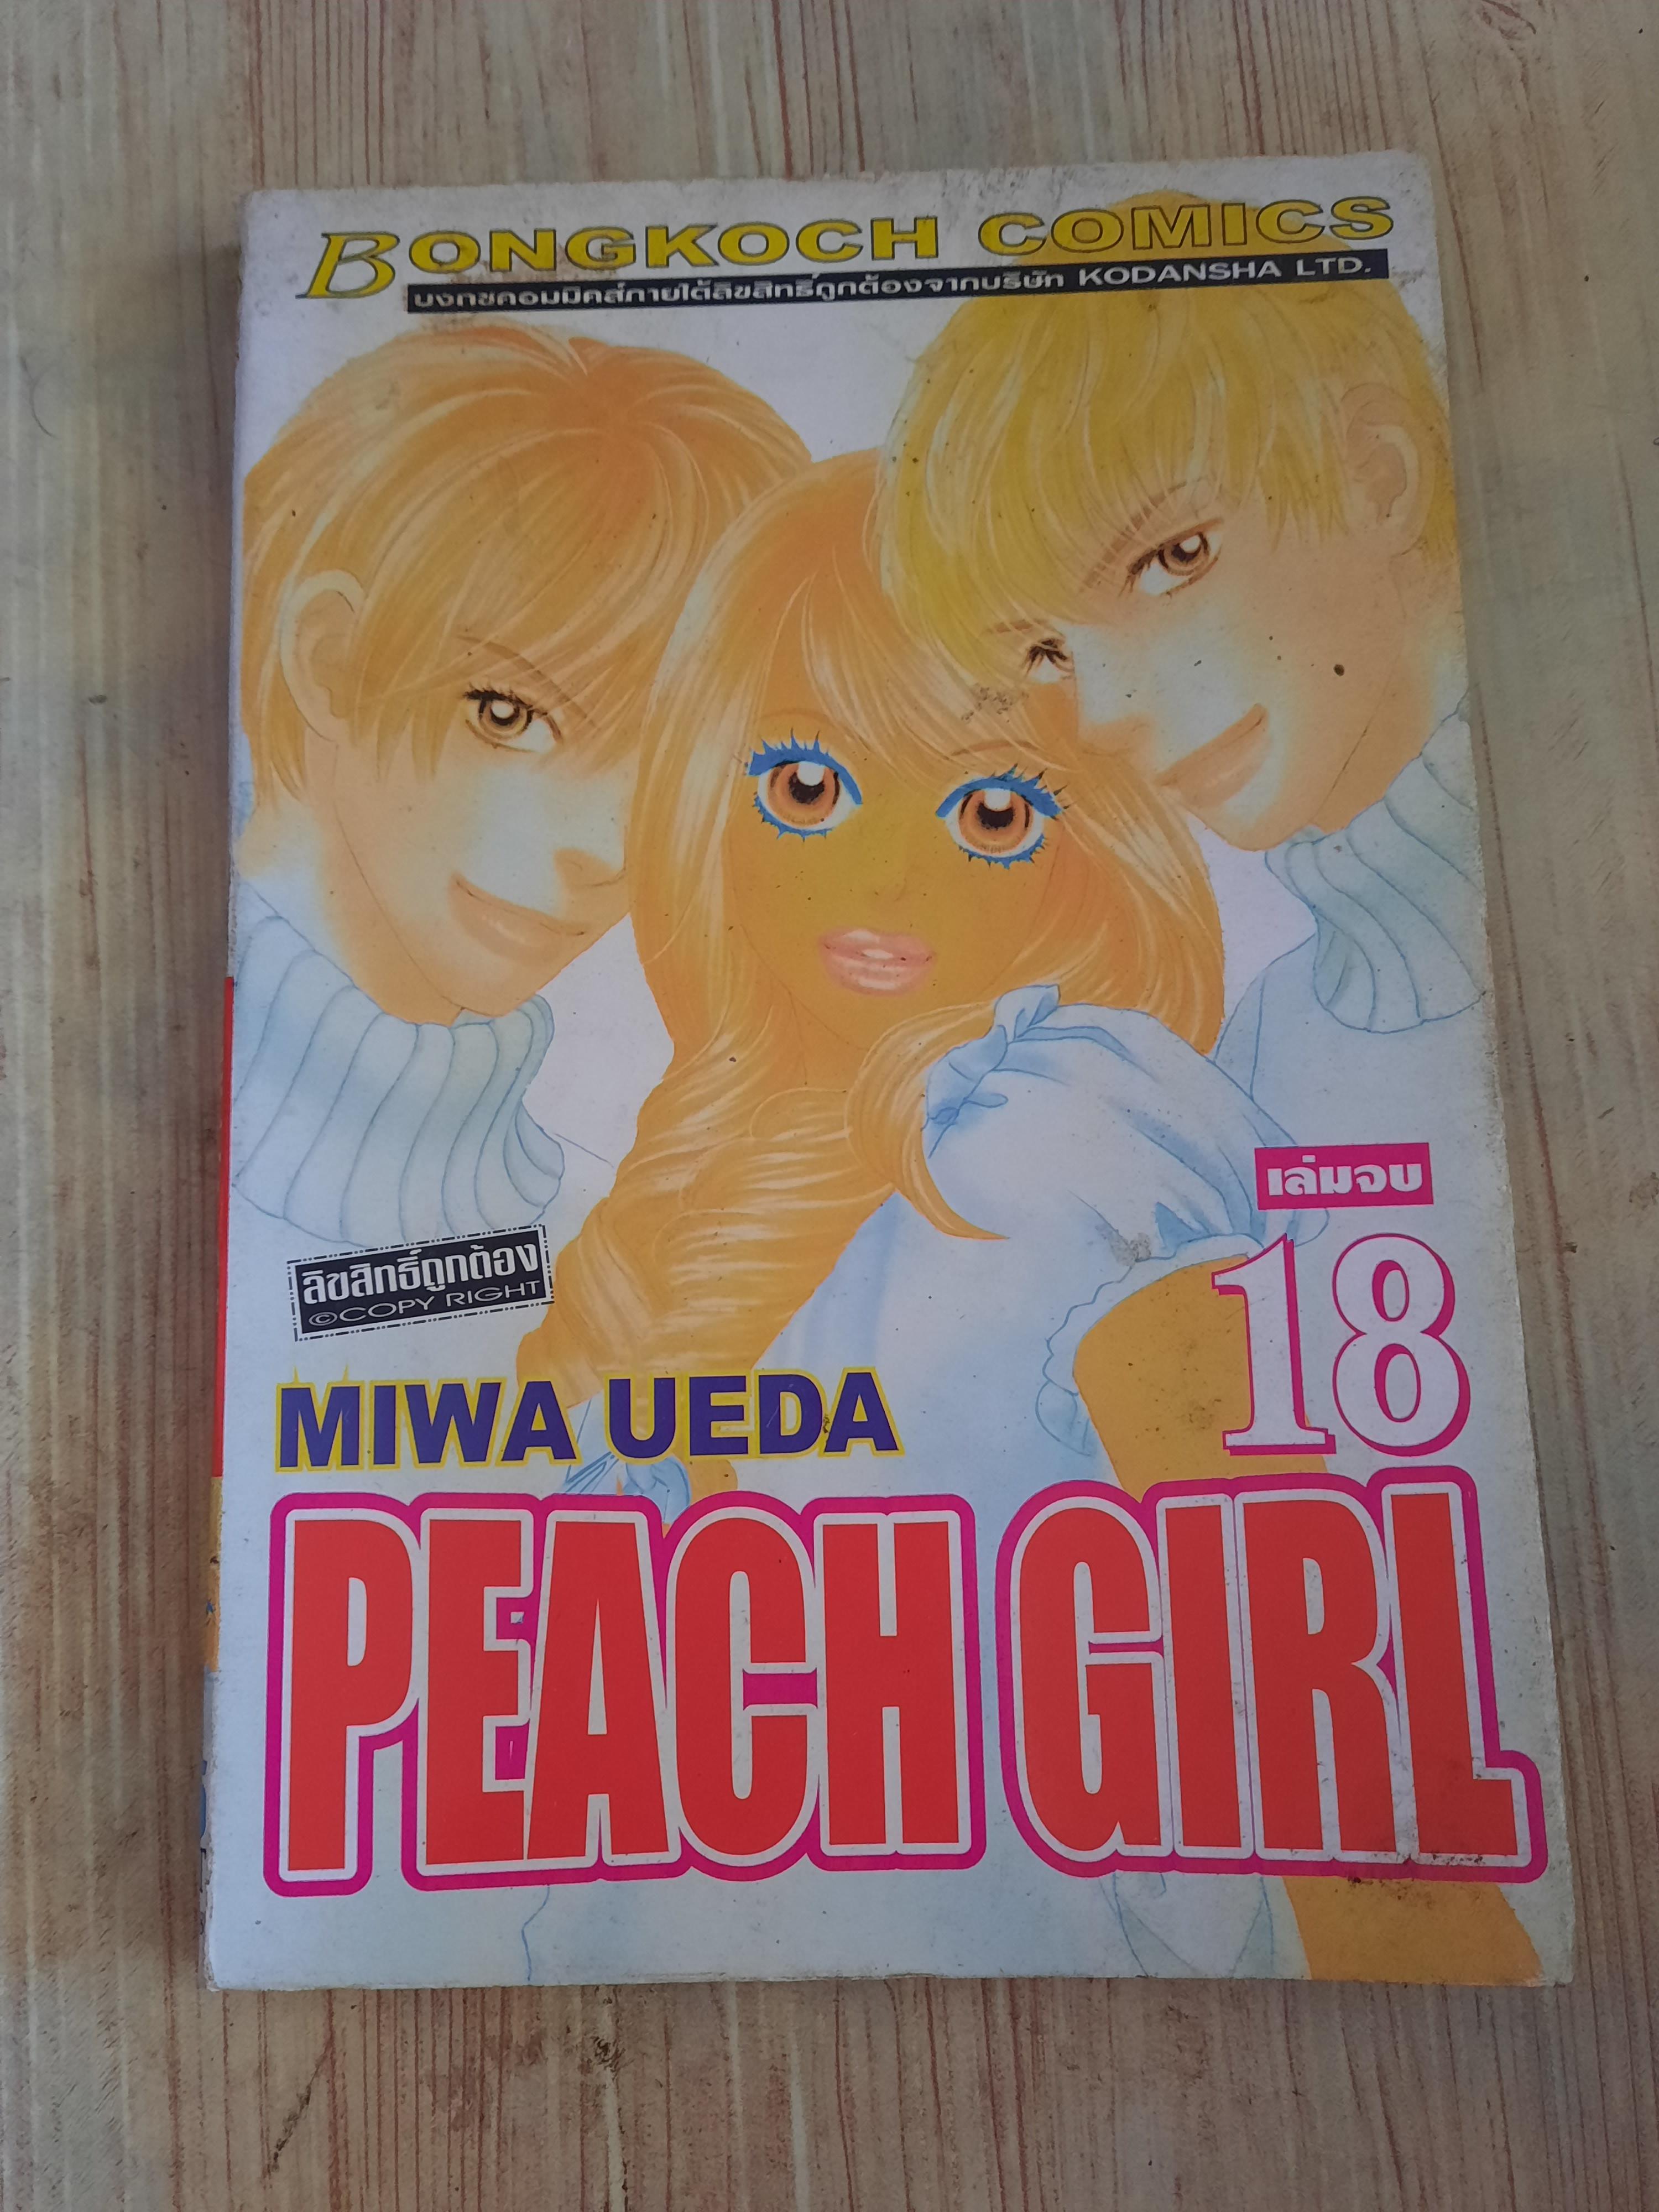 BONGKOCH COMICS
บงกชคอมมิคส์ภายใต้ลิขสิทธิ์ถูกต้องจากบริษัท KODANSHA LTD.
เล่มจบ
18
ลิขสิทธิ์ถูกต้อง
©COPY RIGHT
MIWA UEDA
PEACH GIRL